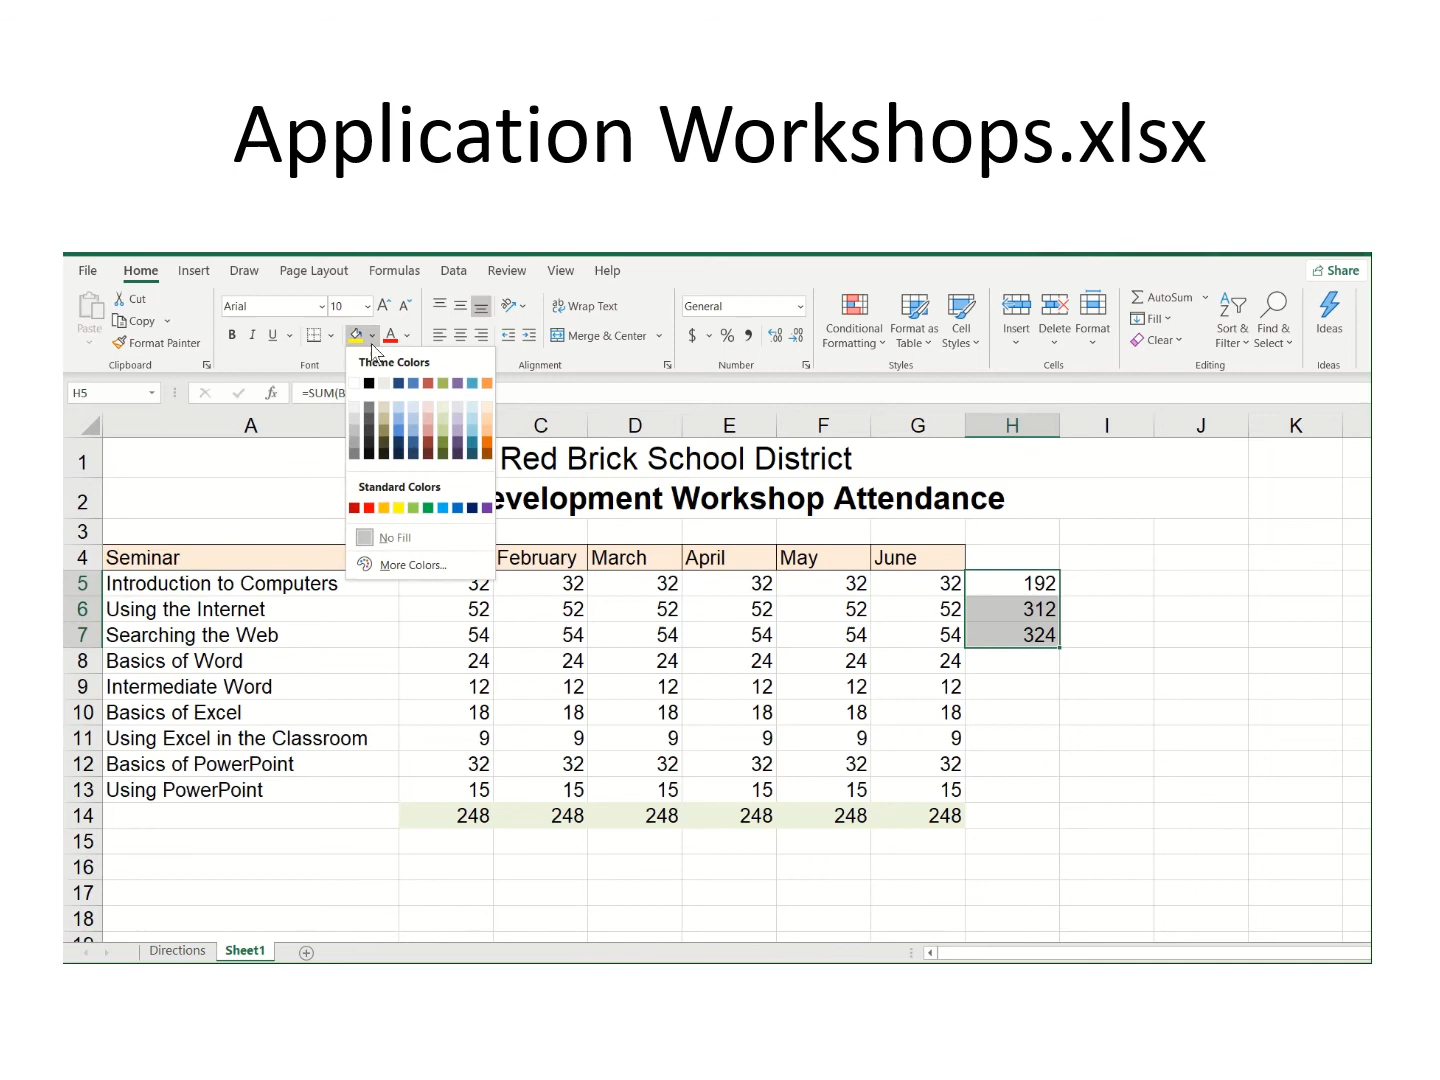 Application Workshops.xlsx
File Home Insert Draw Page Layout Formulas Data Review View Help Share
Paste Cut Copy Format Painter Clipboard
Arial 10 B I U Font
Wrap Text Merge & Center Alignment
General $ % Number
Conditional Formatting Format as Table Cell Styles Styles
Insert Delete Format Cells
AutoSum Fill Clear Sort & Filter Find & Select Editing
Ideas Ideas
H5 fx =SUM(B
Theme Colors
Standard Colors
No Fill
More Colors...
A C D E F G H I J K
1 Red Brick School District
2 evelopment Workshop Attendance
3
4 Seminar February March April May June
5 Introduction to Computers 32 32 32 32 32 32 192
6 Using the Internet 52 52 52 52 52 52 312
7 Searching the Web 54 54 54 54 54 54 324
8 Basics of Word 24 24 24 24 24 24
9 Intermediate Word 12 12 12 12 12 12
10 Basics of Excel 18 18 18 18 18 18
11 Using Excel in the Classroom 9 9 9 9 9 9
12 Basics of PowerPoint 32 32 32 32 32 32
13 Using PowerPoint 15 15 15 15 15 15
14 248 248 248 248 248 248
15
16
17
18
Directions Sheet1